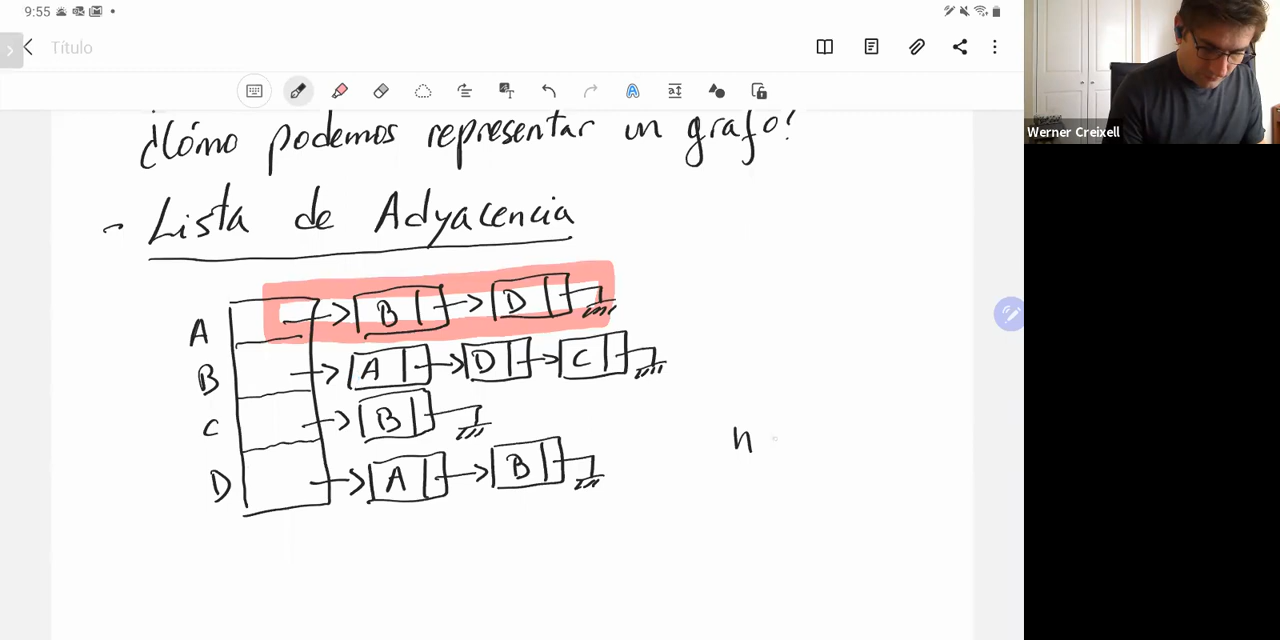 9:55
Título
¿Cómo podemos representar un grafo?
- Lista de Adyacencia
A B D
B A D C
C B
D A B
n
Werner Creixell